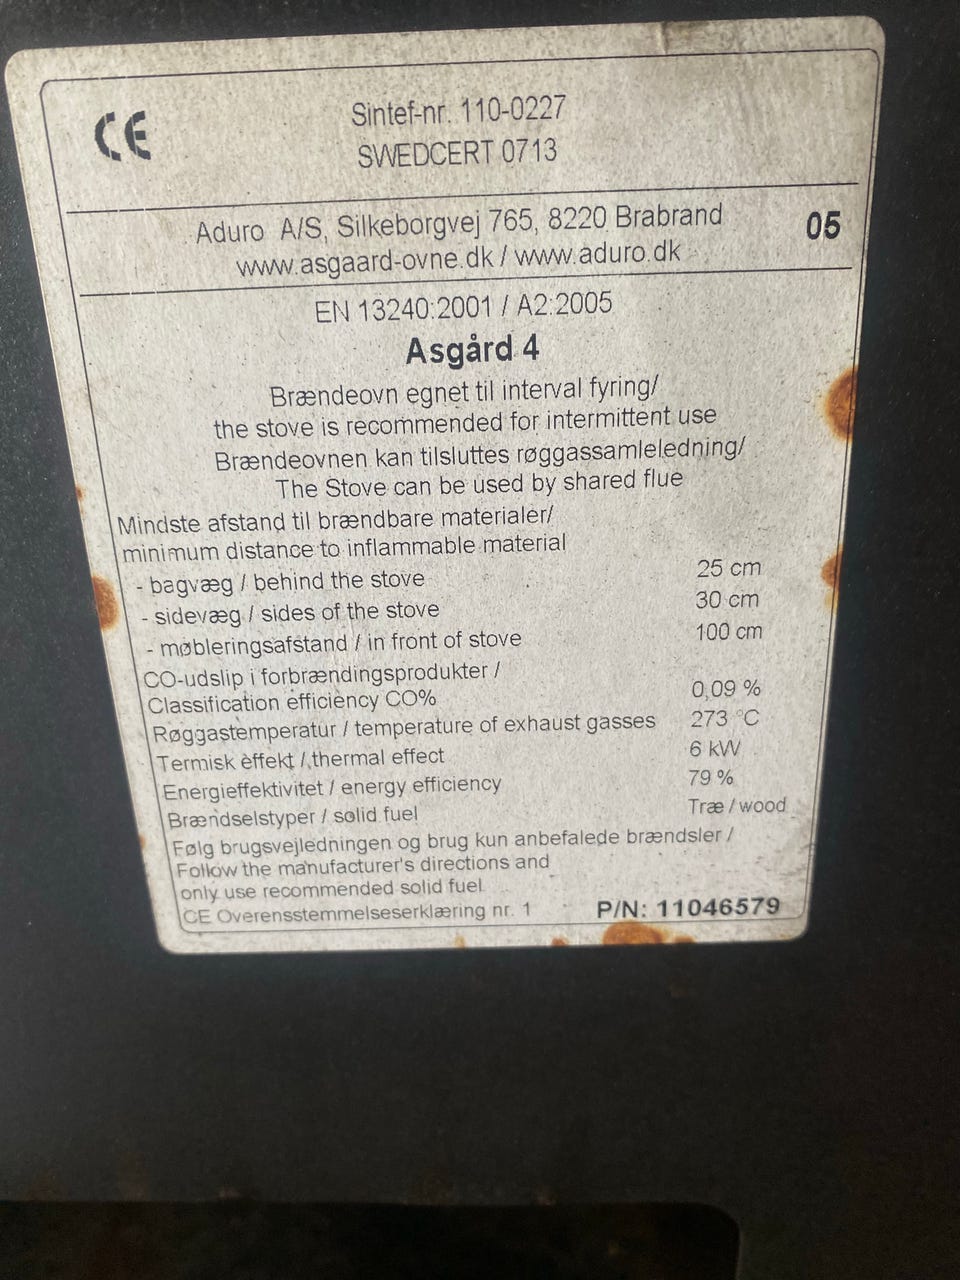 CE
Sintef-nr. 110-0227
SWEDCERT 0713
Aduro A/S, Silkeborgvej 765, 8220 Brabrand
www.asgaard-ovne.dk / www.aduro.dk
05
EN 13240:2001 / A2:2005
Asgård 4
Brændeovn egnet til interval fyring/
the stove is recommended for intermittent use
Brændeovnen kan tilsluttes røggassamleledning/
The Stove can be used by shared flue
Mindste afstand til brændbare materialer/
minimum distance to inflammable material
- bagvæg / behind the stove 25 cm
- sidevæg / sides of the stove 30 cm
- møbleringsafstand / in front of stove 100 cm
CO-udslip i forbrændingsprodukter /
Classification efficiency CO% 0,09 %
Røggastemperatur / temperature of exhaust gasses 273 °C
Termisk effekt / thermal effect 6 kW
Energieffektivitet / energy efficiency 79 %
Brændselstyper / solid fuel Træ / wood
Følg brugsvejledningen og brug kun anbefalede brændsler /
Follow the manufacturer's directions and
only use recommended solid fuel
CE Overensstemmelseserklæring nr. 1 P/N: 11046579